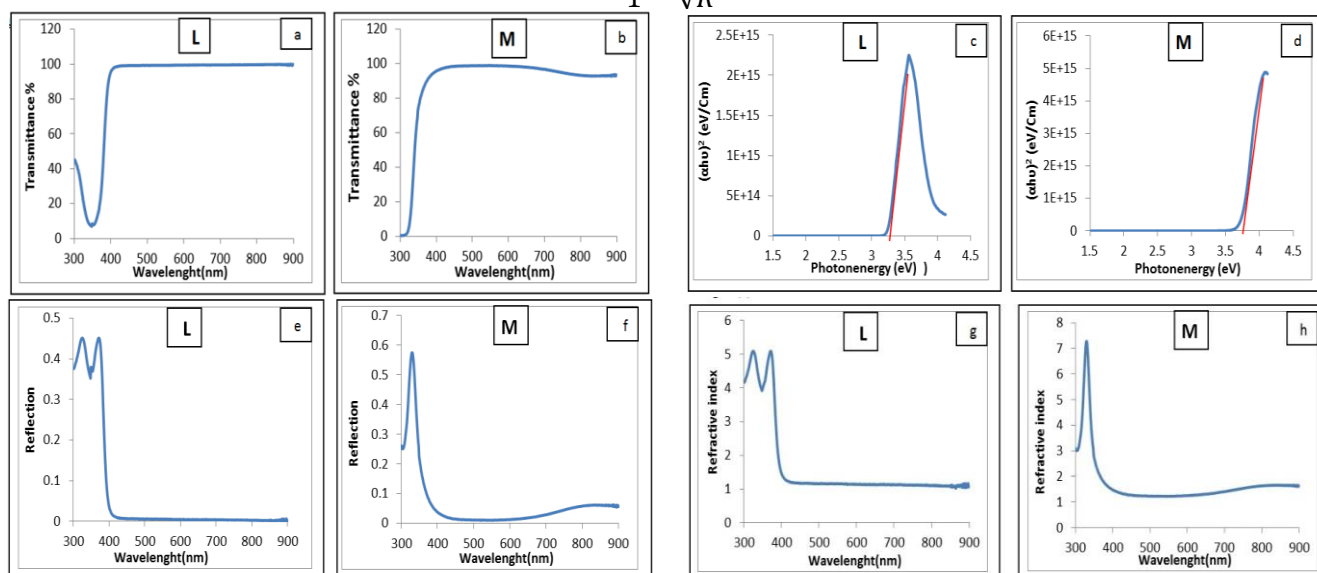 1 √R
L
a
Transmittance %
120
100
80
60
40
20
0
300 400 500 600 700 800 900
Wavelenght(nm)
M
b
Transmittance %
120
100
80
60
40
20
0
300 400 500 600 700 800 900
Wavelenght(nm)
L
c
(αhυ)² (eV/Cm)
2.5E+15
2E+15
1.5E+15
1E+15
5E+14
0
1.5 2 2.5 3 3.5 4 4.5
Photonenergy (eV) )
M
d
(αhυ)² (eV/Cm)
6E+15
5E+15
4E+15
3E+15
2E+15
1E+15
0
1.5 2 2.5 3 3.5 4 4.5
Photonenergy (eV)
L
e
Reflection
0.5
0.4
0.3
0.2
0.1
0
300 400 500 600 700 800 900
Wavelenght(nm)
M
f
Reflection
0.7
0.6
0.5
0.4
0.3
0.2
0.1
0
300 400 500 600 700 800 900
Wavelenght(nm)
L
g
Refractive index
6
5
4
3
2
1
0
300 400 500 600 700 800 900
Wavelenght(nm)
M
h
Refractive index
8
7
6
5
4
3
2
1
0
300 400 500 600 700 800 900
Wavelenght(nm)